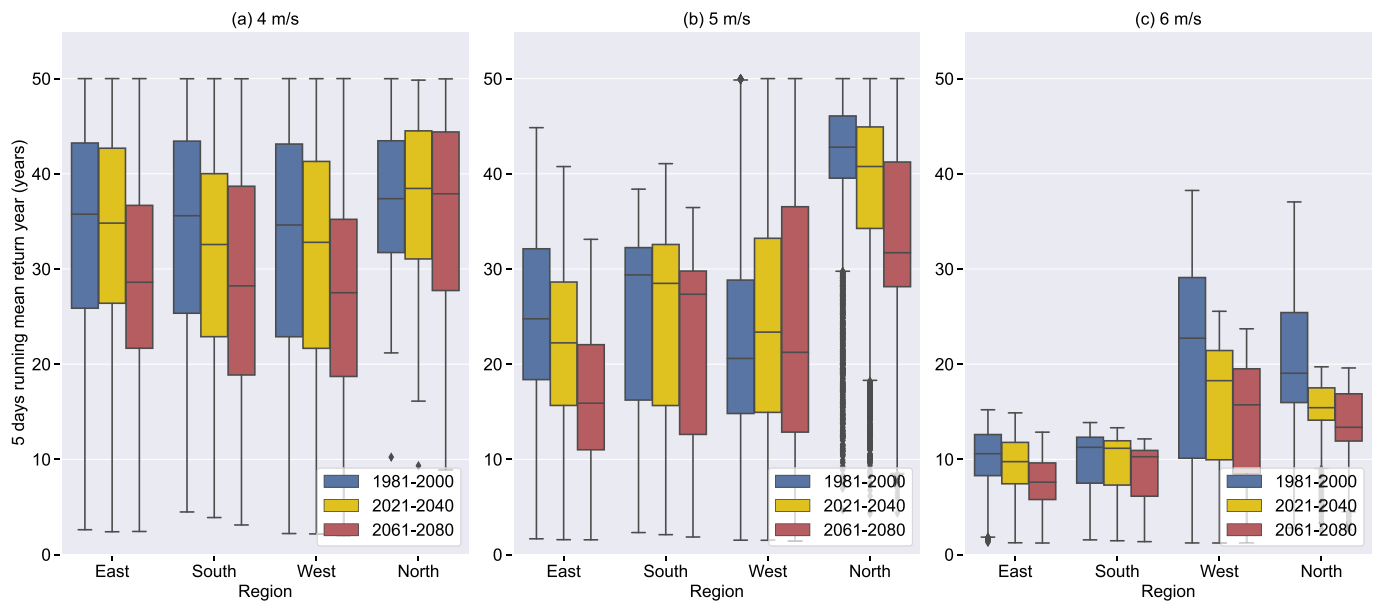 (a) 4 m/s
(b) 5 m/s
(c) 6 m/s
5 days running mean return year (years)
50
40
30
20
10
0
East
South
West
North
Region
1981-2000
2021-2040
2061-2080
50
40
30
20
10
0
East
South
West
North
Region
1981-2000
2021-2040
2061-2080
50
40
30
20
10
0
East
South
West
North
Region
1981-2000
2021-2040
2061-2080